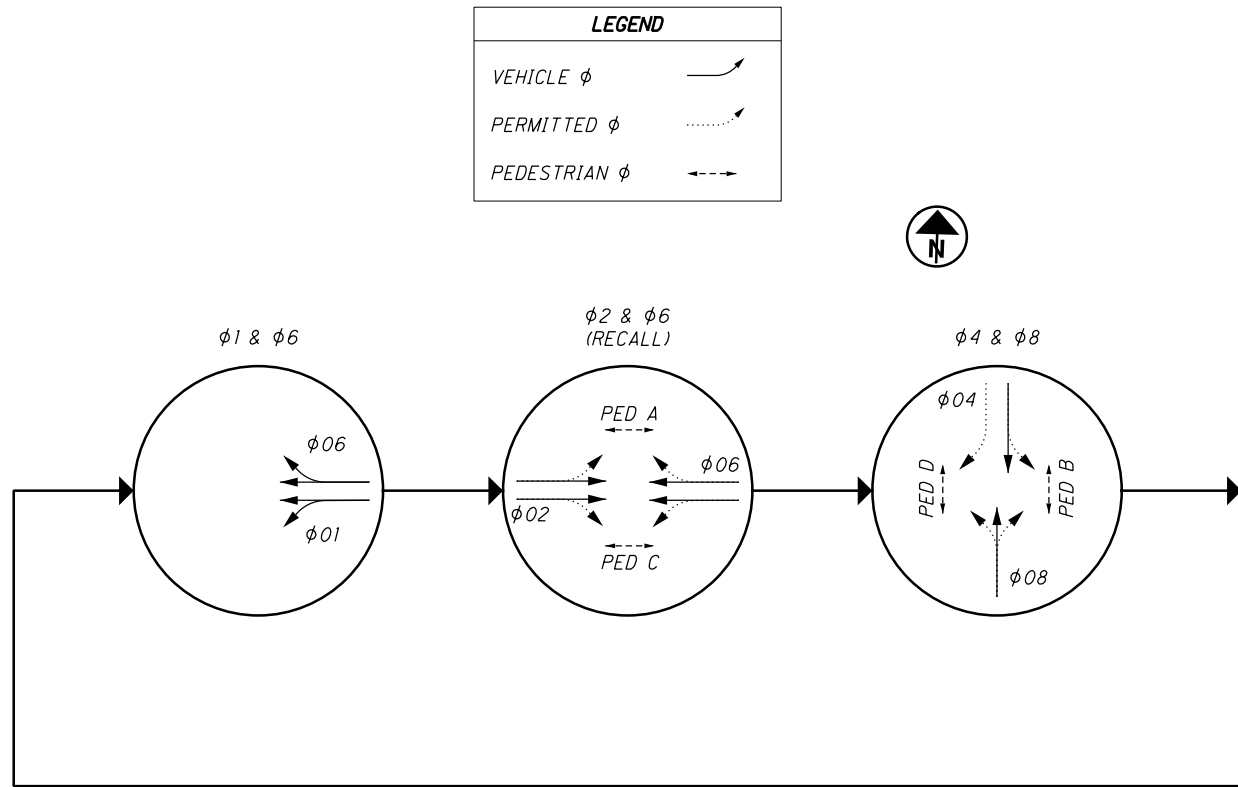 LEGEND
VEHICLE ϕ
PERMITTED ϕ
PEDESTRIAN ϕ
N
ϕ1 & ϕ6
ϕ2 & ϕ6
(RECALL)
ϕ4 & ϕ8
ϕ06
ϕ01
PED A
ϕ06
ϕ02
PED C
ϕ04
PED D
PED B
ϕ08